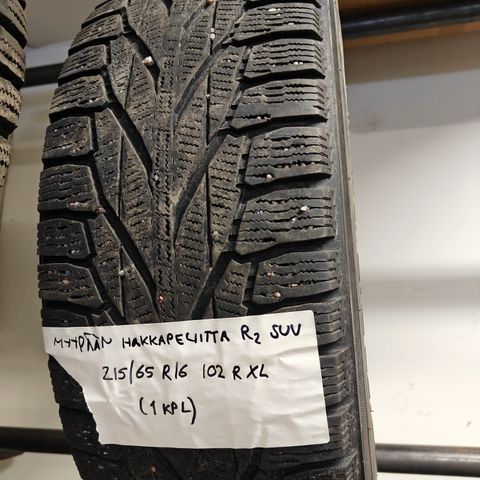 MYYDÄÄN HAKKAPELIITTA R2 SUV
215/65 R16 102 R XL
(1 KPL)